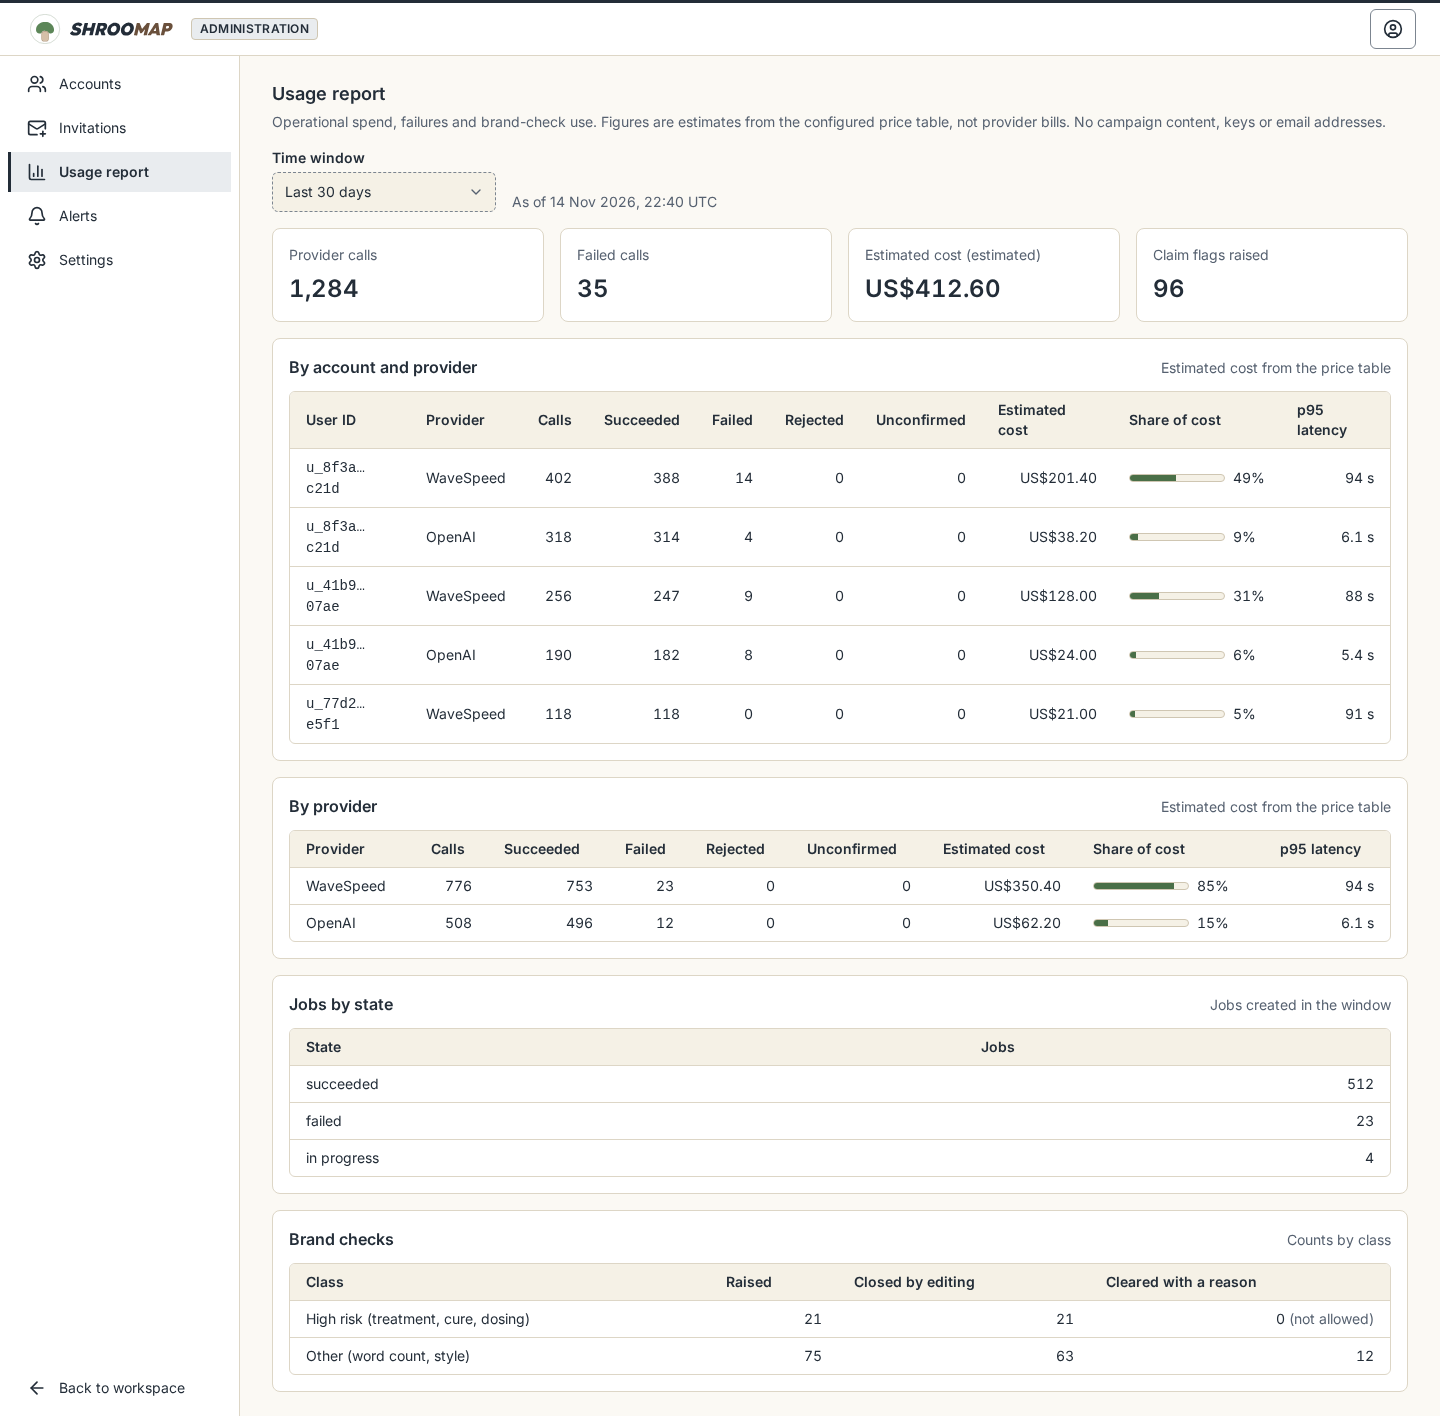 SHROOMAP ADMINISTRATION
Accounts
Invitations
Usage report
Alerts
Settings
Back to workspace
Usage report
Operational spend, failures and brand-check use. Figures are estimates from the configured price table, not provider bills. No campaign content, keys or email addresses.
Time window
Last 30 days
As of 14 Nov 2026, 22:40 UTC
Provider calls
1,284
Failed calls
35
Estimated cost (estimated)
US$412.60
Claim flags raised
96
By account and provider Estimated cost from the price table
User ID Provider Calls Succeeded Failed Rejected Unconfirmed Estimated cost Share of cost p95 latency
u_8f3a…c21d WaveSpeed 402 388 14 0 0 US$201.40 49% 94 s
u_8f3a…c21d OpenAI 318 314 4 0 0 US$38.20 9% 6.1 s
u_41b9…07ae WaveSpeed 256 247 9 0 0 US$128.00 31% 88 s
u_41b9…07ae OpenAI 190 182 8 0 0 US$24.00 6% 5.4 s
u_77d2…e5f1 WaveSpeed 118 118 0 0 0 US$21.00 5% 91 s
By provider Estimated cost from the price table
Provider Calls Succeeded Failed Rejected Unconfirmed Estimated cost Share of cost p95 latency
WaveSpeed 776 753 23 0 0 US$350.40 85% 94 s
OpenAI 508 496 12 0 0 US$62.20 15% 6.1 s
Jobs by state Jobs created in the window
State Jobs
succeeded 512
failed 23
in progress 4
Brand checks Counts by class
Class Raised Closed by editing Cleared with a reason
High risk (treatment, cure, dosing) 21 21 0 (not allowed)
Other (word count, style) 75 63 12